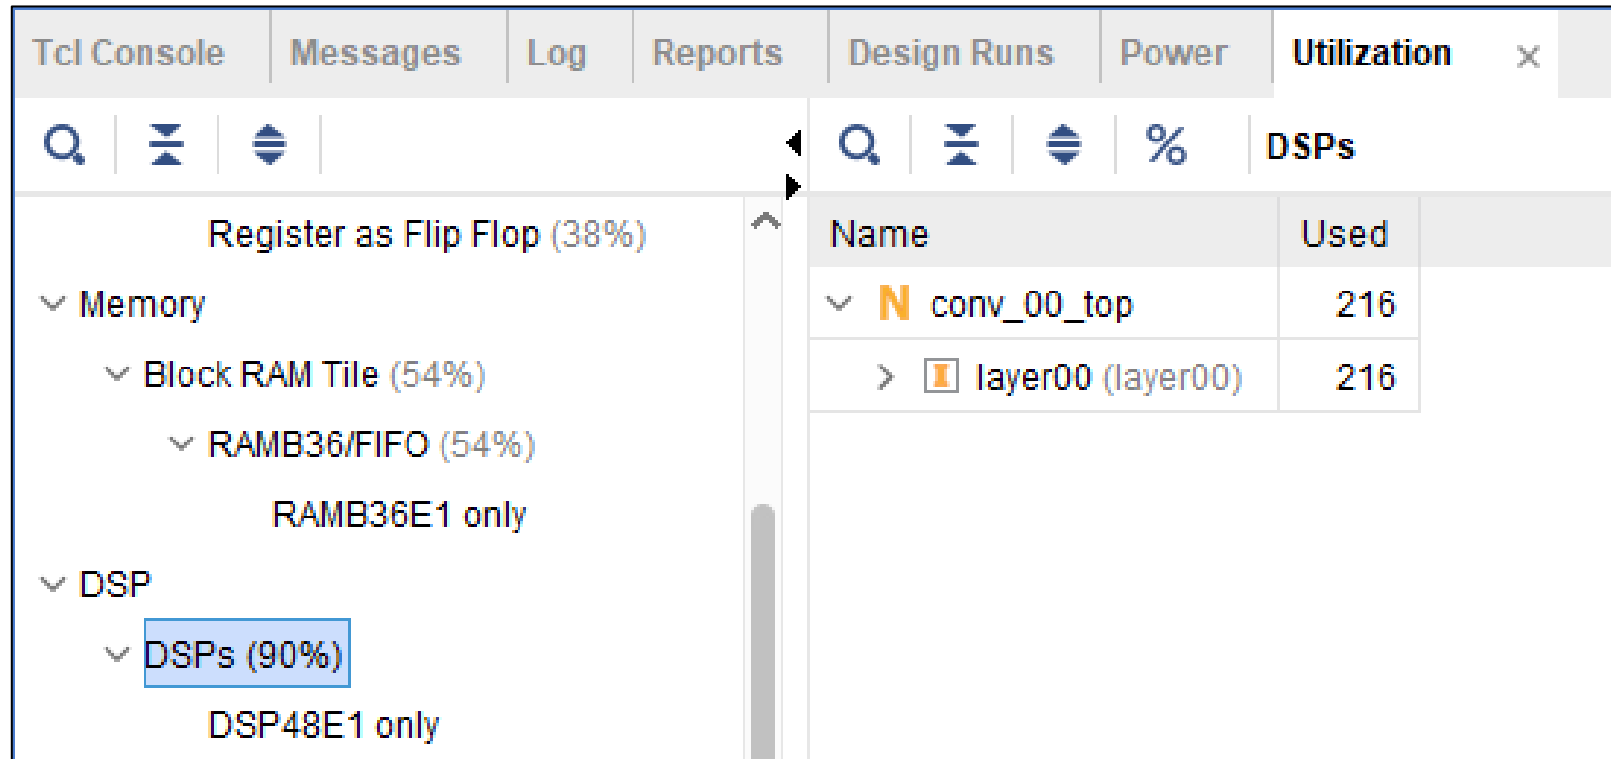 Tcl Console Messages Log Reports Design Runs Power Utilization
% DSPs
Register as Flip Flop (38%)
Memory
Block RAM Tile (54%)
RAMB36/FIFO (54%)
RAMB36E1 only
DSP
DSPs (90%)
DSP48E1 only
Name Used
N conv_00_top 216
I layer00 (layer00) 216